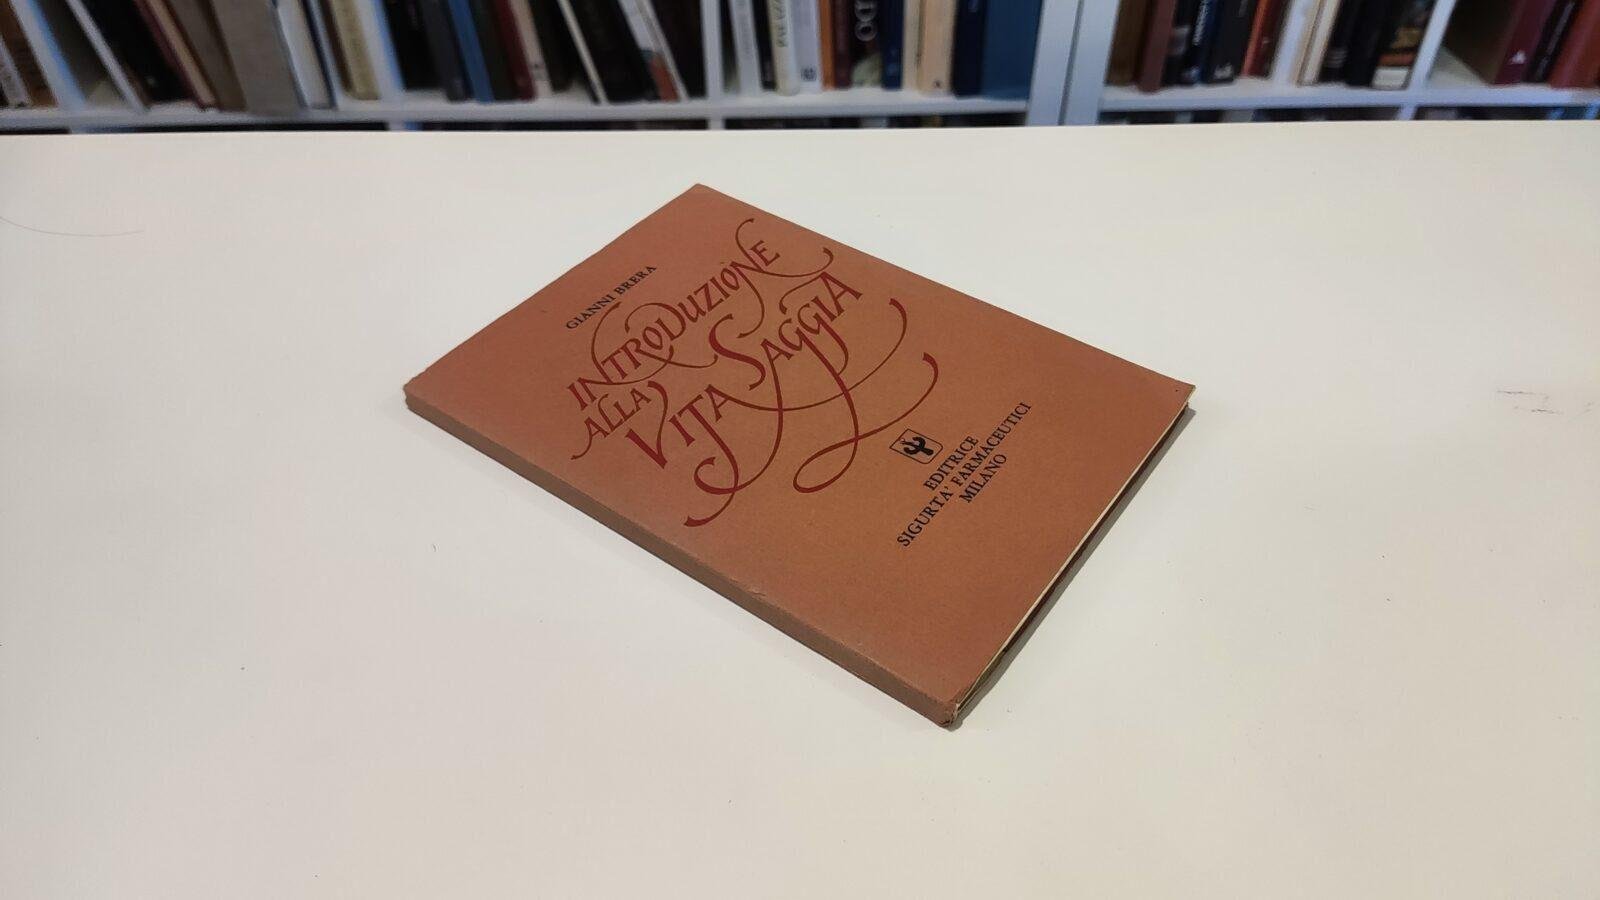 GIANNI BRERA
INTRODUZIONE
ALLA
VITA SAGGIA
EDITRICE
SIGURTA' FARMACEUTICI
MILANO